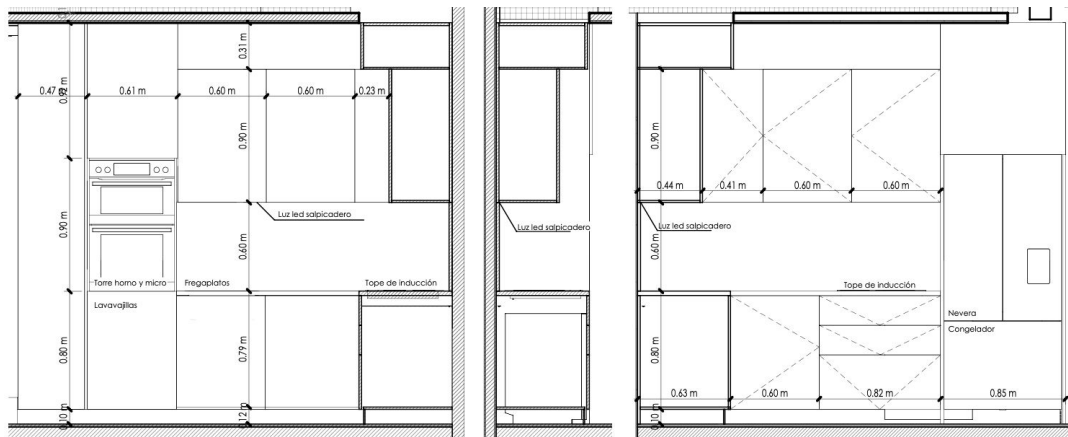 0.31 m
0.47 m
0.92 m
0.61 m
0.60 m
0.60 m
0.23 m
0.90 m
0.90 m
Luz led salpicadero
0.60 m
Torre horno y micro
Fregaplatos
Tope de inducción
Lavavajillas
0.80 m
0.79 m
0.10 m
0.12 m
Luz led salpicadero
0.90 m
0.44 m
0.41 m
0.60 m
0.60 m
Luz led salpicadero
0.60 m
Tope de inducción
Nevera
Congelador
0.80 m
0.63 m
0.60 m
0.82 m
0.85 m
0.10 m